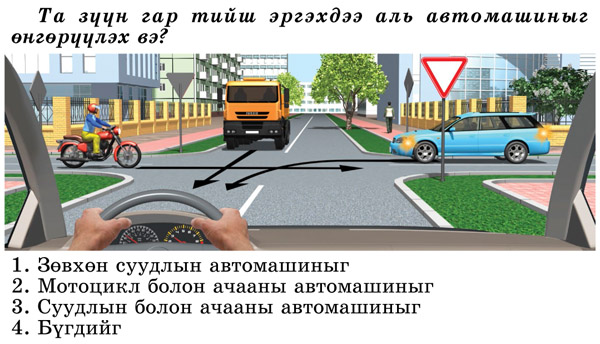 Та зүүн гар тийш эргэхдээ аль автомашиныг
өнгөрүүлэх вэ?
1. Зөвхөн суудлын автомашиныг
2. Мотоцикл болон ачааны автомашиныг
3. Суудлын болон ачааны автомашиныг
4. Бүгдийг